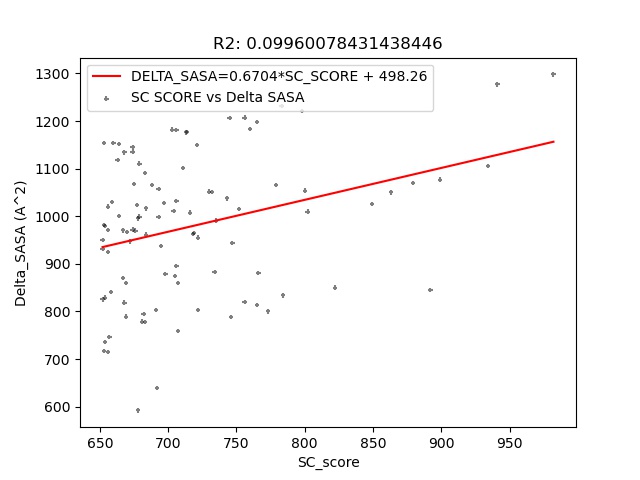 R2: 0.09960078431438446
DELTA_SASA=0.6704*SC_SCORE + 498.26
SC SCORE vs Delta SASA
1300
1200
1100
1000
900
800
700
600
Delta_SASA (A^2)
650 700 750 800 850 900 950
SC_score